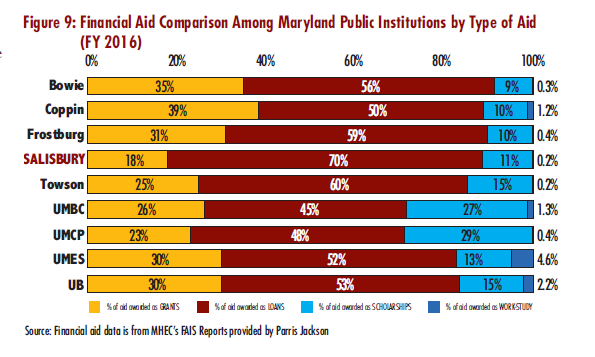 Figure 9: Financial Aid Comparison Among Maryland Public Institutions by Type of Aid
(FY 2016)
0% 20% 40% 60% 80% 100%
Bowie 35% 56% 9% 0.3%
Coppin 39% 50% 10% 1.2%
Frostburg 31% 59% 10% 0.4%
SALISBURY 18% 70% 11% 0.2%
Towson 25% 60% 15% 0.2%
UMBC 26% 45% 27% 1.3%
UMCP 23% 48% 29% 0.4%
UMES 30% 52% 13% 4.6%
UB 30% 53% 15% 2.2%
% of aid awarded as GRANTS % of aid awarded as LOANS % of aid awarded as SCHOLARSHIPS % of aid awarded as WORK-STUDY
Source: Financial aid data is from MHEC's FAIS Reports provided by Parris Jackson